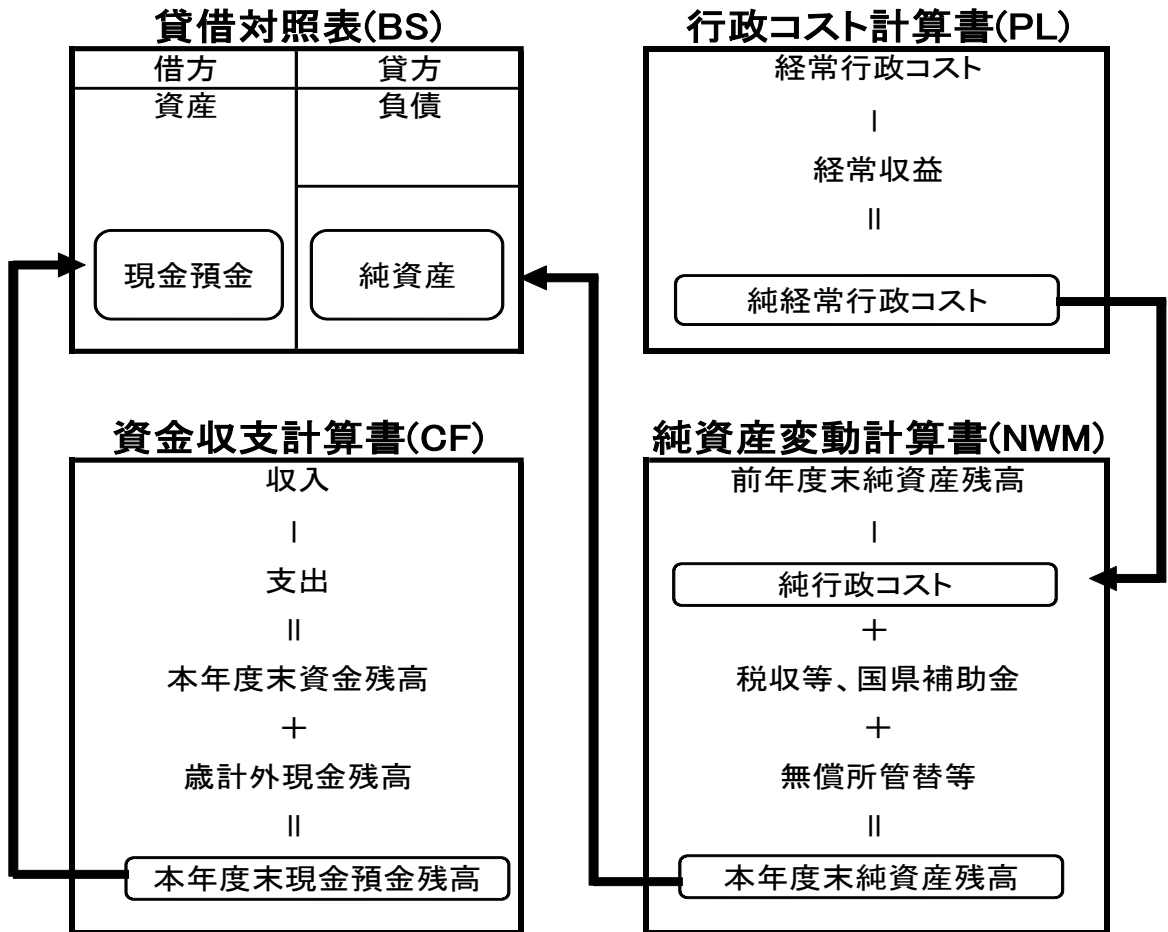 貸借対照表(BS)
借方 貸方
資産 負債
現金預金 純資産
行政コスト計算書(PL)
経常行政コスト
－
経常収益
＝
純経常行政コスト
資金収支計算書(CF)
収入
－
支出
＝
本年度末資金残高
＋
歳計外現金残高
＝
本年度末現金預金残高
純資産変動計算書(NWM)
前年度末純資産残高
－
純行政コスト
＋
税収等、国県補助金
＋
無償所管替等
＝
本年度末純資産残高